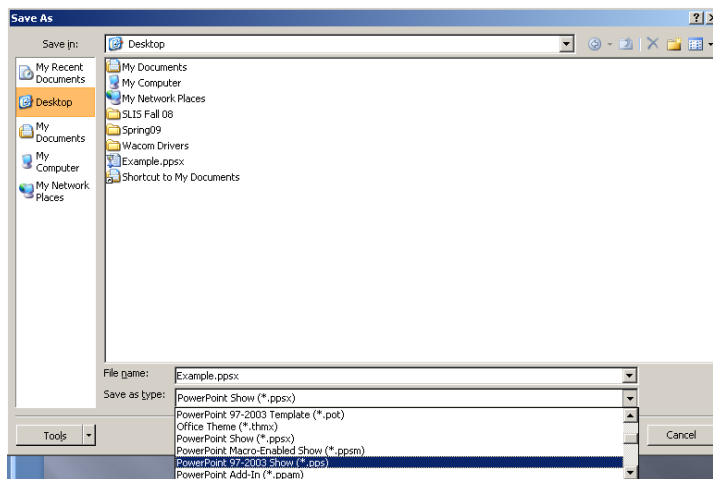 Save As
Save in:
Desktop
My Recent
Documents
Desktop
My
Documents
My
Computer
My Network
Places
My Documents
My Computer
My Network Places
SLIS Fall 08
Spring09
Wacom Drivers
Example.ppsx
Shortcut to My Documents
File name:
Example.ppsx
Save as type:
PowerPoint Show (*.ppsx)
PowerPoint 97-2003 Template (*.pot)
Office Theme (*.thmx)
PowerPoint Show (*.ppsx)
PowerPoint Macro-Enabled Show (*.ppsm)
PowerPoint 97-2003 Show (*.pps)
PowerPoint Add-In (*.ppam)
Tools
Cancel